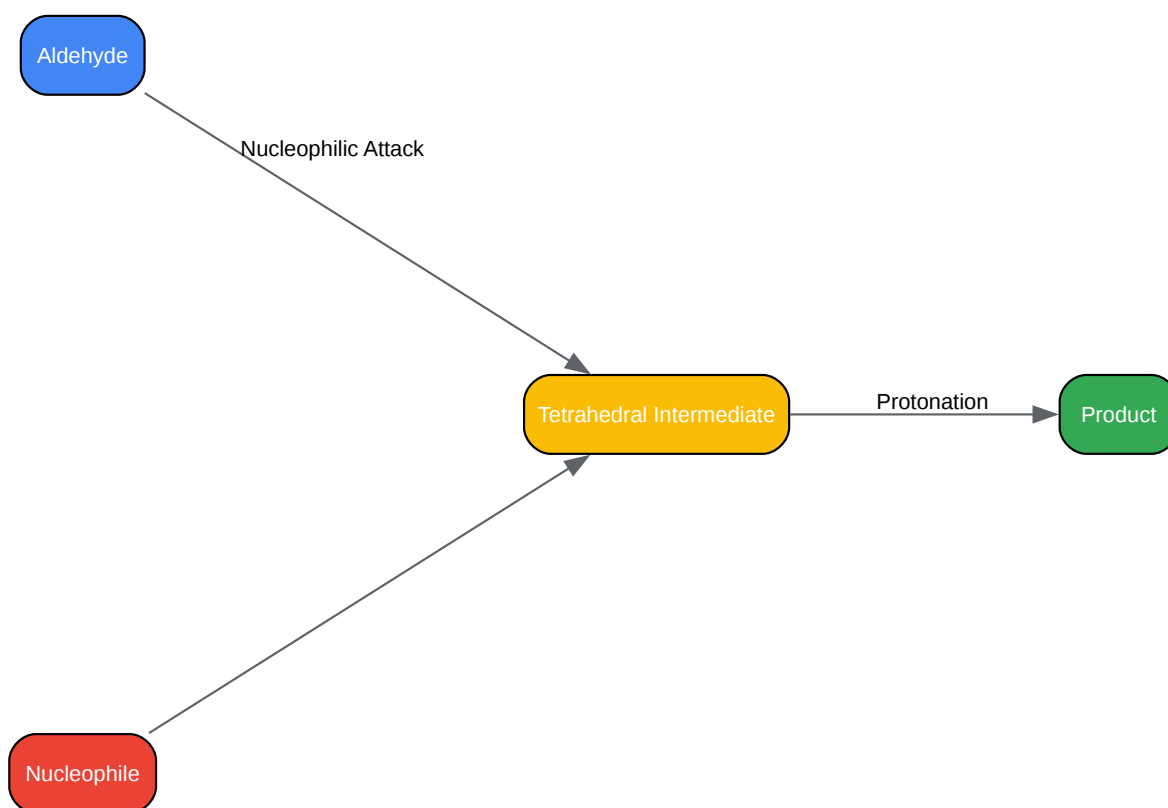 Aldehyde
Nucleophilic Attack
Tetrahedral Intermediate
Protonation
Product
Nucleophile